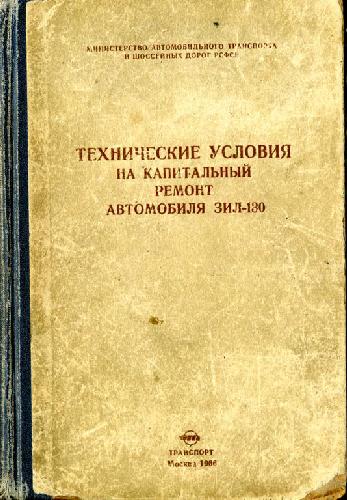 МИНИСТЕРСТВО АВТОМОБИЛЬНОГО ТРАНСПОРТА
И ШОССЕЙНЫХ ДОРОГ РСФСР
ТЕХНИЧЕСКИЕ УСЛОВИЯ
НА КАПИТАЛЬНЫЙ
РЕМОНТ
АВТОМОБИЛЯ ЗИЛ-130
ТРАНСПОРТ
Москва 1966